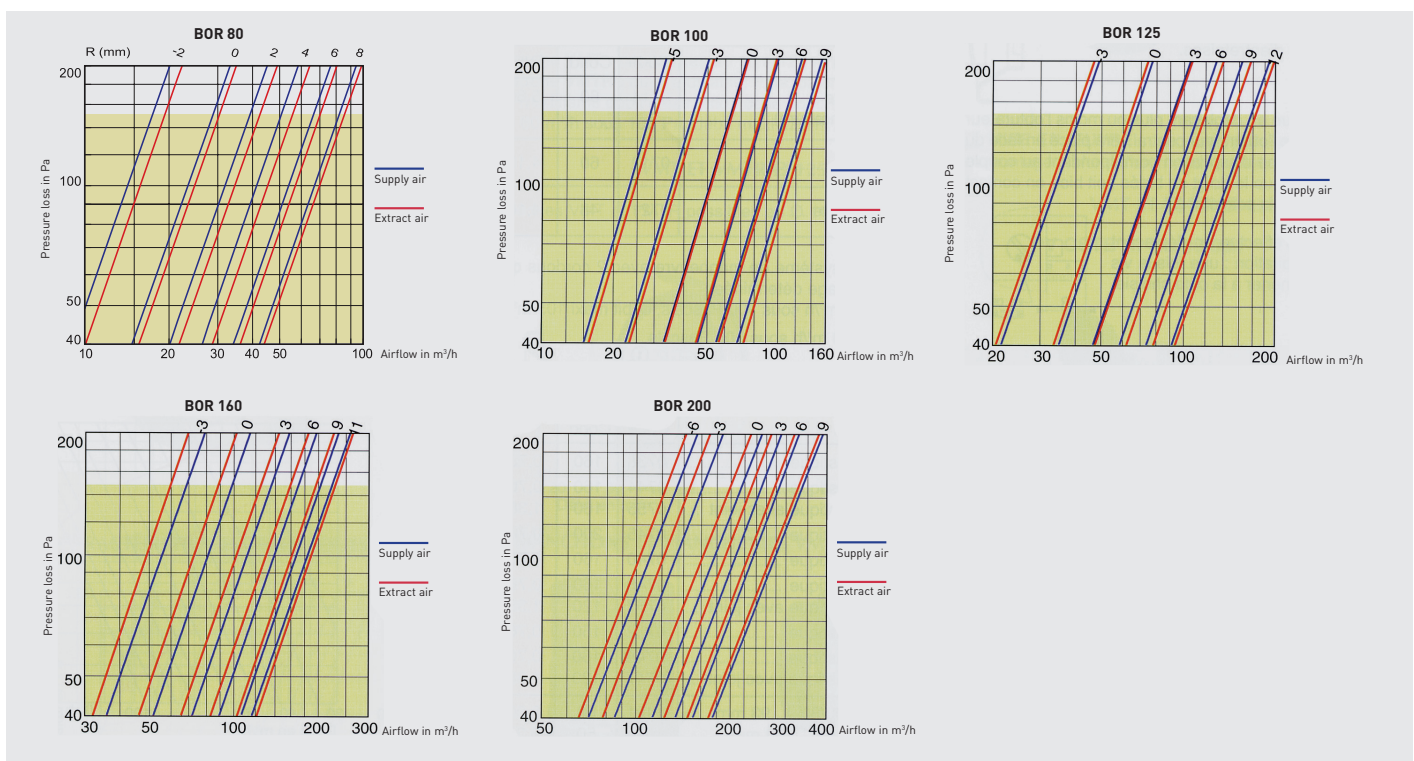 BOR 80
R (mm) -2 0 2 4 6 8
200
100
50
40
10 20 30 40 50 100
Pressure loss in Pa
Airflow in m³/h
Supply air
Extract air
BOR 100
-5 -3 0 3 6 9
200
100
50
40
10 50 100 160
Pressure loss in Pa
Airflow in m³/h
Supply air
Extract air
BOR 125
-3 0 3 6 9 12
200
100
50
40
20 30 50 100 200
Pressure loss in Pa
Airflow in m³/h
Supply air
Extract air
BOR 160
-3 0 3 6 9 11
200
100
50
40
30 50 100 200 300
Pressure loss in Pa
Airflow in m³/h
Supply air
Extract air
BOR 200
-6 -3 0 3 6 9
200
100
50
40
50 100 200 300 400
Pressure loss in Pa
Airflow in m³/h
Supply air
Extract air